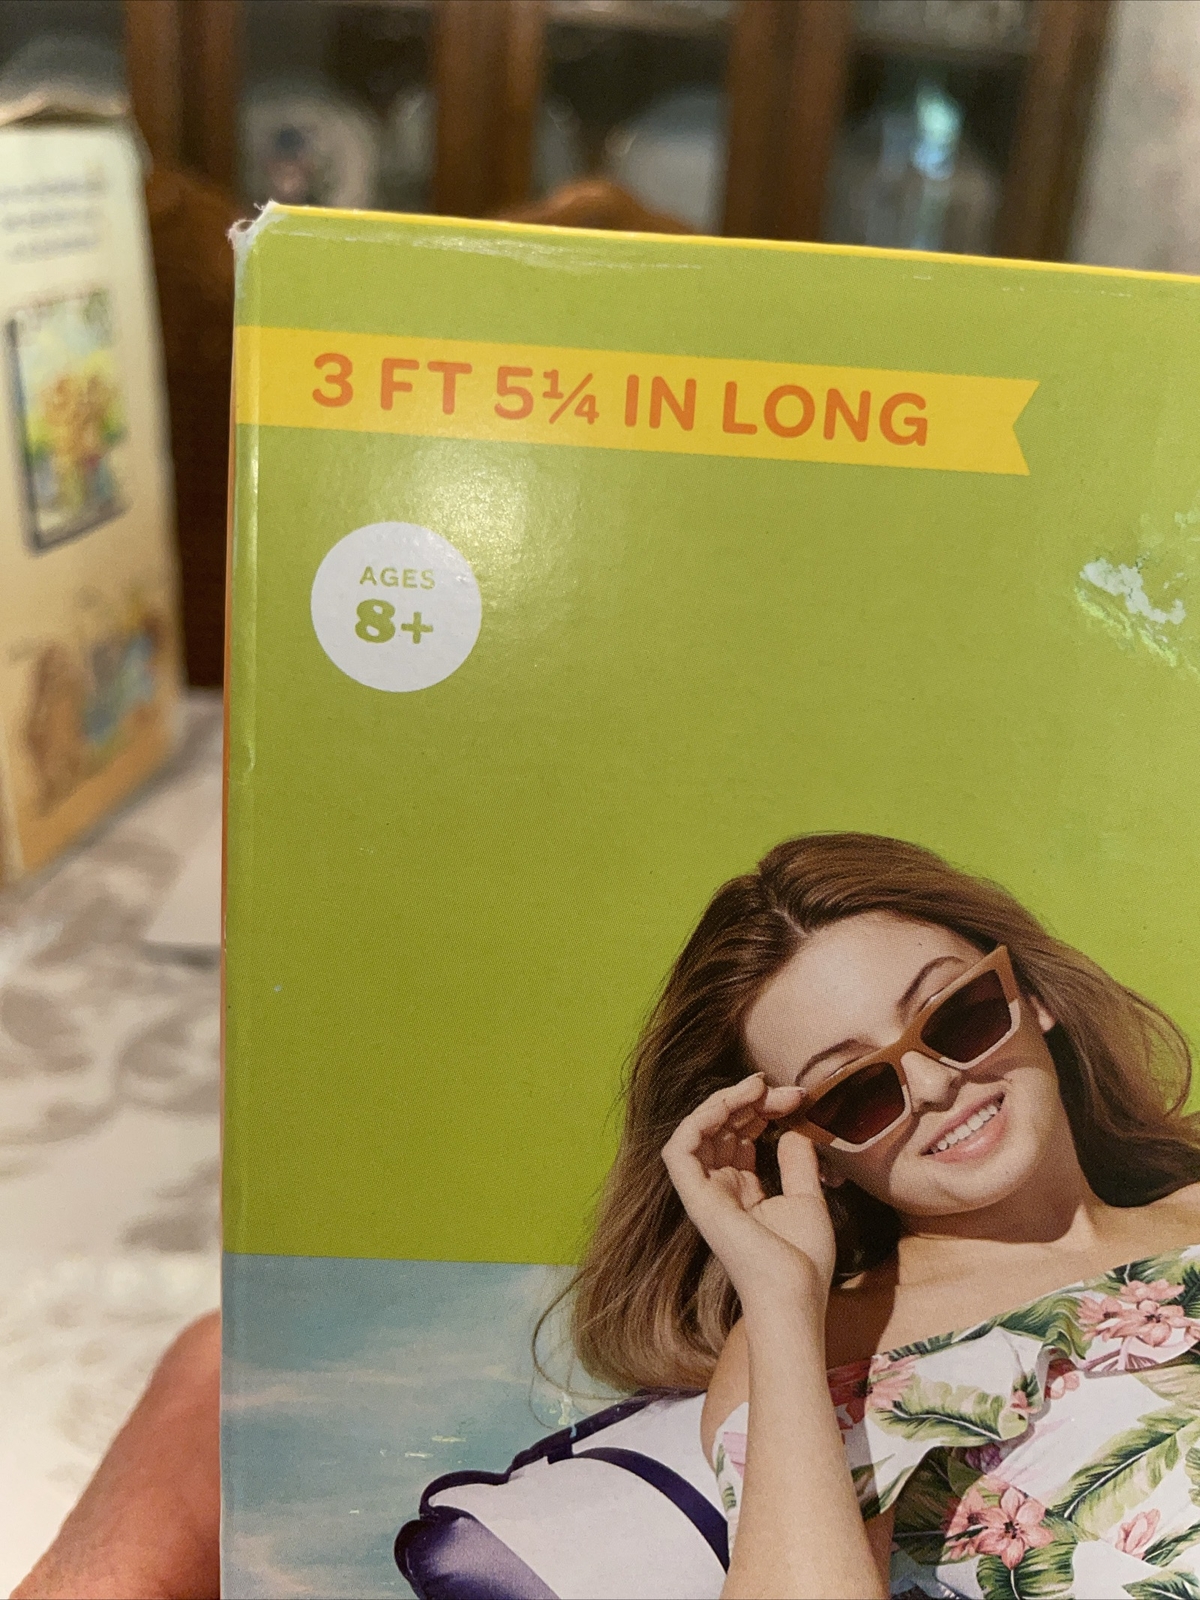 3 FT 5¼ IN LONG
AGES
8+